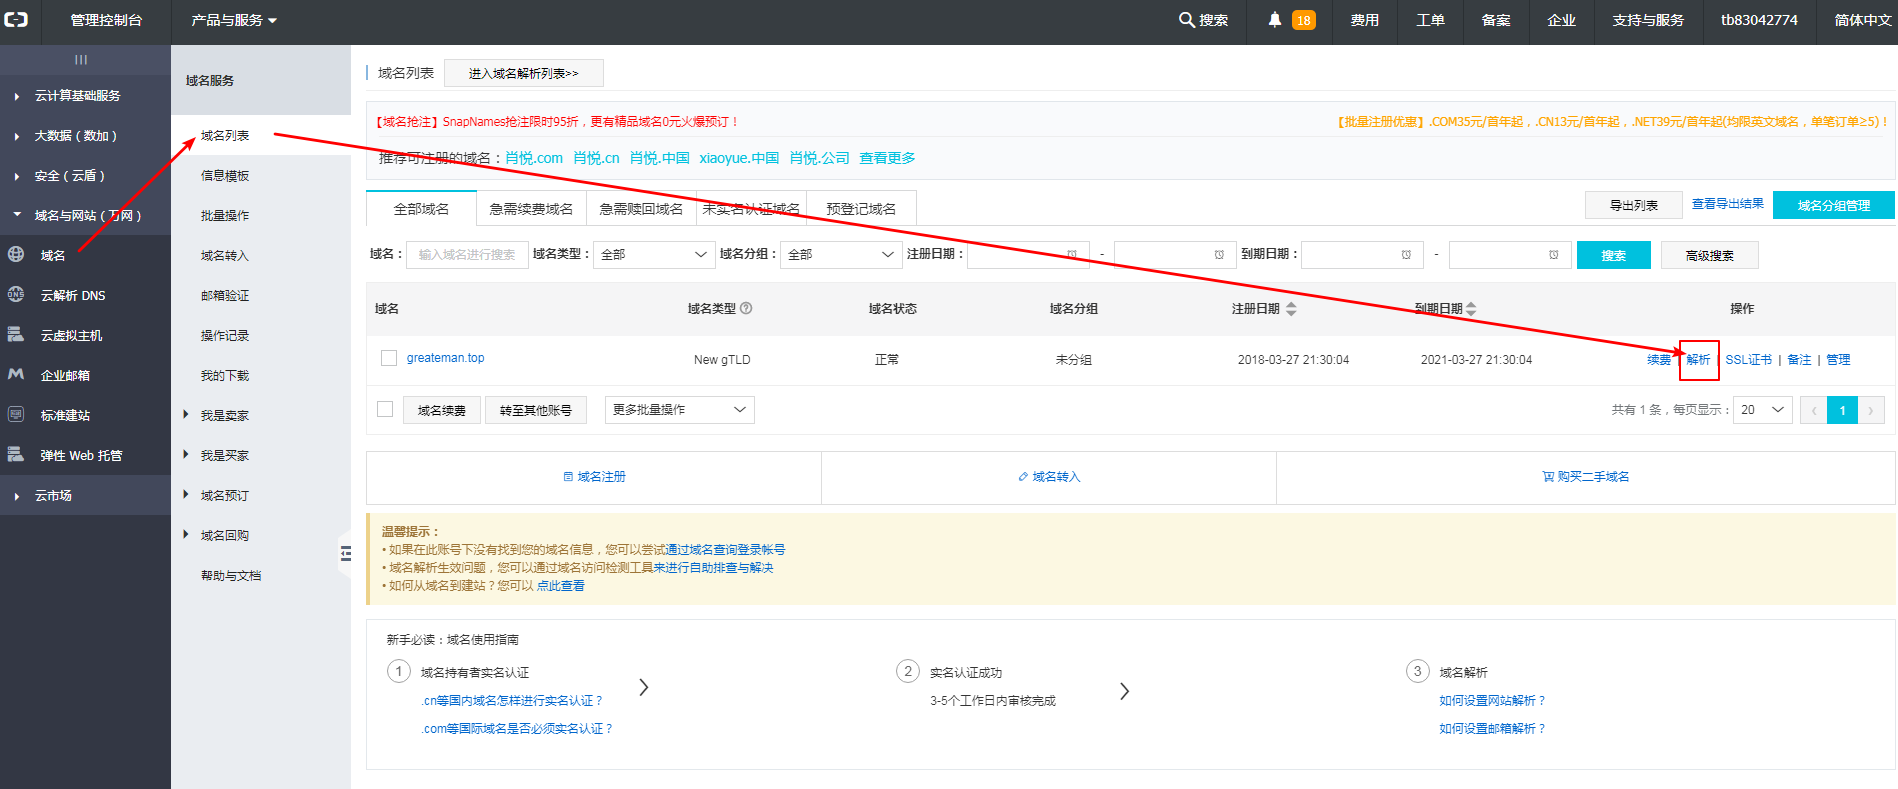 管理控制台 产品与服务 搜索 18 费用 工单 备案 企业 支持与服务 tb83042774 简体中文
云计算基础服务
大数据（数加）
安全（云盾）
域名与网站（万网）
域名
云解析 DNS
云虚拟主机
企业邮箱
标准建站
弹性 Web 托管
云市场
域名服务
域名列表
信息模板
批量操作
域名转入
邮箱验证
操作记录
我的下载
我是卖家
我是买家
域名预订
域名回购
帮助与文档
域名列表 进入域名解析列表>>
【域名抢注】SnapNames抢注限时95折，更有精品域名0元火爆预订！ 【批量注册优惠】.COM35元/首年起，.CN13元/首年起，.NET39元/首年起(均限英文域名，单笔订单≥5)！
推荐可注册的域名：肖悦.com 肖悦.cn 肖悦.中国 xiaoyue.中国 肖悦.公司 查看更多
全部域名 急需续费域名 急需赎回域名 未实名认证域名 预登记域名 导出列表 查看导出结果 域名分组管理
域名： 输入域名进行搜索 域名类型： 全部 域名分组： 全部 注册日期： - 到期日期： - 搜索 高级搜索
域名 域名类型 域名状态 域名分组 注册日期 到期日期 操作
greateman.top New gTLD 正常 未分组 2018-03-27 21:30:04 2021-03-27 21:30:04 续费 | 解析 | SSL证书 | 备注 | 管理
域名续费 转至其他账号 更多批量操作 共有 1 条，每页显示： 20 ‹ 1 ›
域名注册 域名转入 购买二手域名
温馨提示：
• 如果在此账号下没有找到您的域名信息，您可以尝试通过域名查询登录帐号
• 域名解析生效问题，您可以通过域名访问检测工具来进行自助排查与解决
• 如何从域名到建站？您可以 点此查看
新手必读：域名使用指南
1 域名持有者实名认证
.cn等国内域名怎样进行实名认证？
.com等国际域名是否必须实名认证？
2 实名认证成功
3-5个工作日内审核完成
3 域名解析
如何设置网站解析？
如何设置邮箱解析？